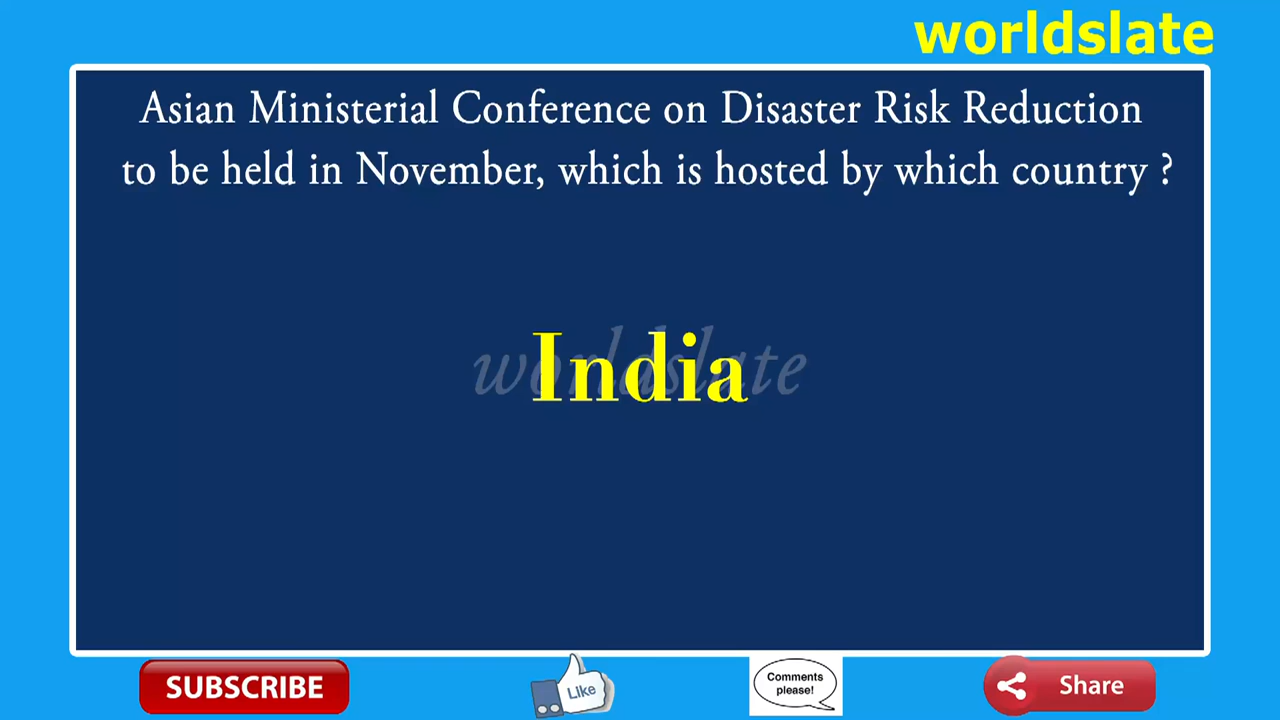 worldslate
Asian Ministerial Conference on Disaster Risk Reduction
to be held in November, which is hosted by which country ?
worldslate
India
SUBSCRIBE
Like
Comments
please!
Share